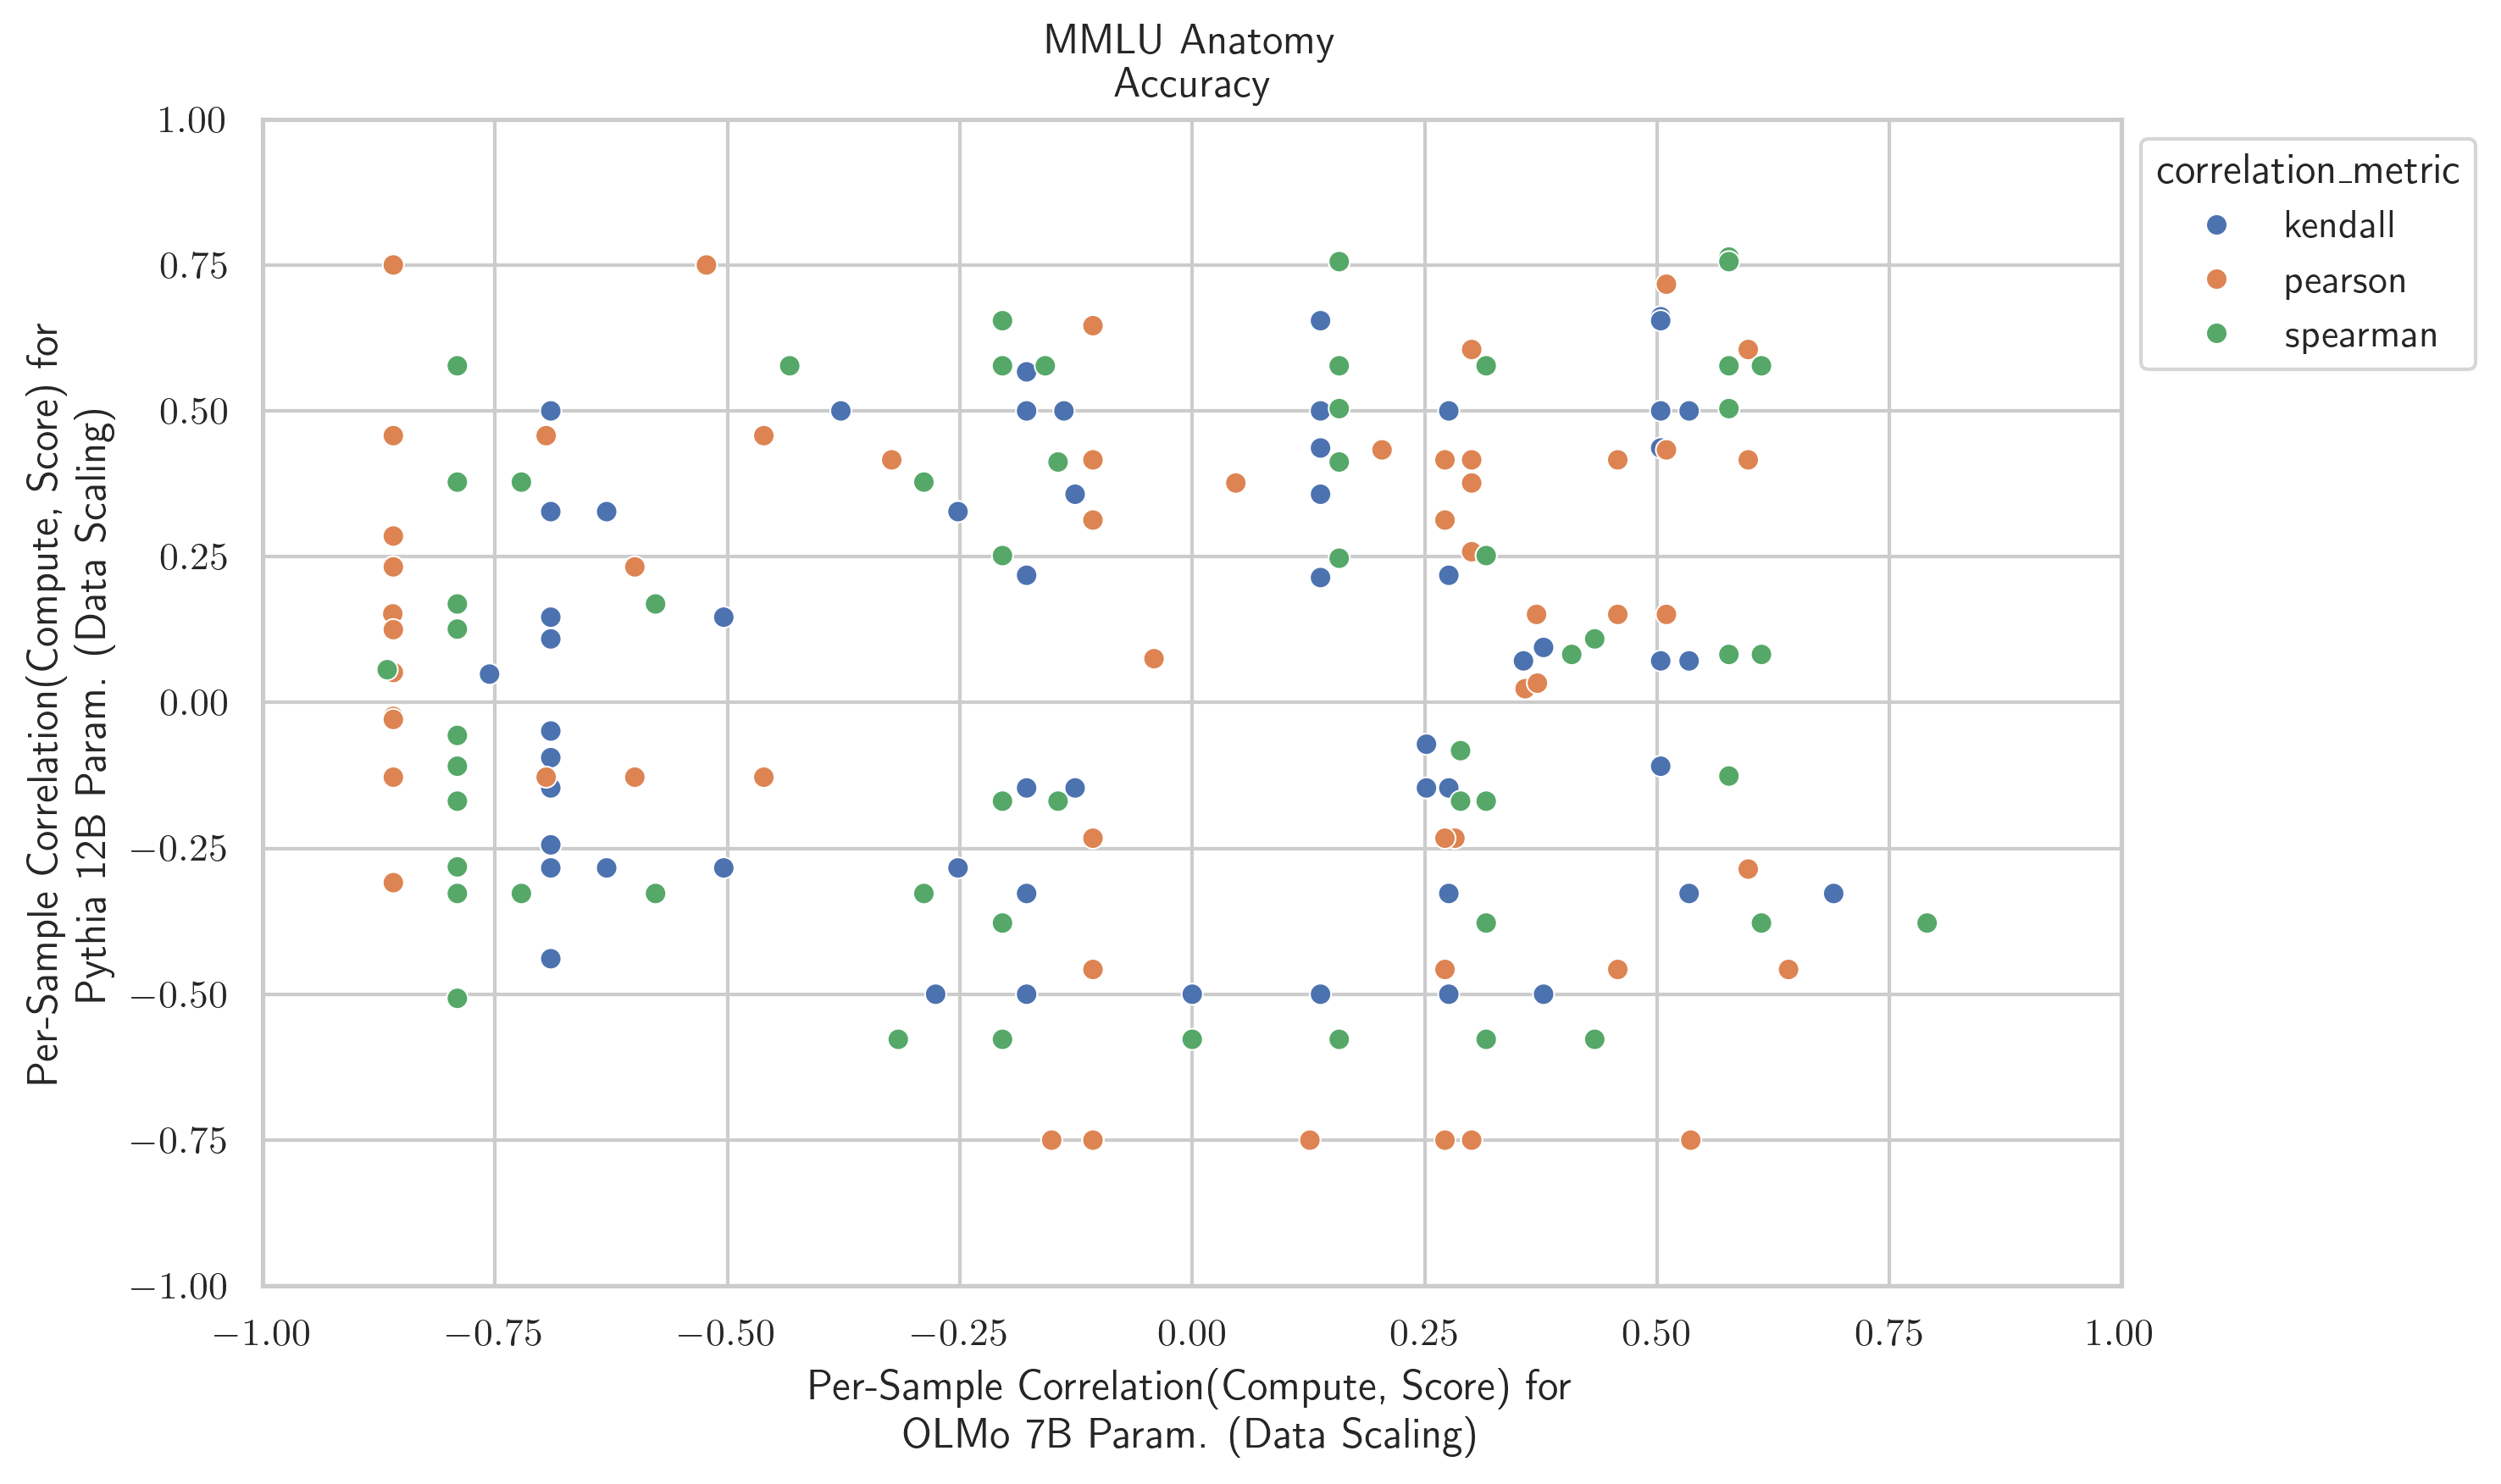 MMLU Anatomy
Accuracy
1.00
0.75
0.50
0.25
0.00
−0.25
−0.50
−0.75
−1.00
Per-Sample Correlation(Compute, Score) for
Pythia 12B Param. (Data Scaling)
−1.00 −0.75 −0.50 −0.25 0.00 0.25 0.50 0.75 1.00
Per-Sample Correlation(Compute, Score) for
OLMo 7B Param. (Data Scaling)
correlation_metric
kendall
pearson
spearman